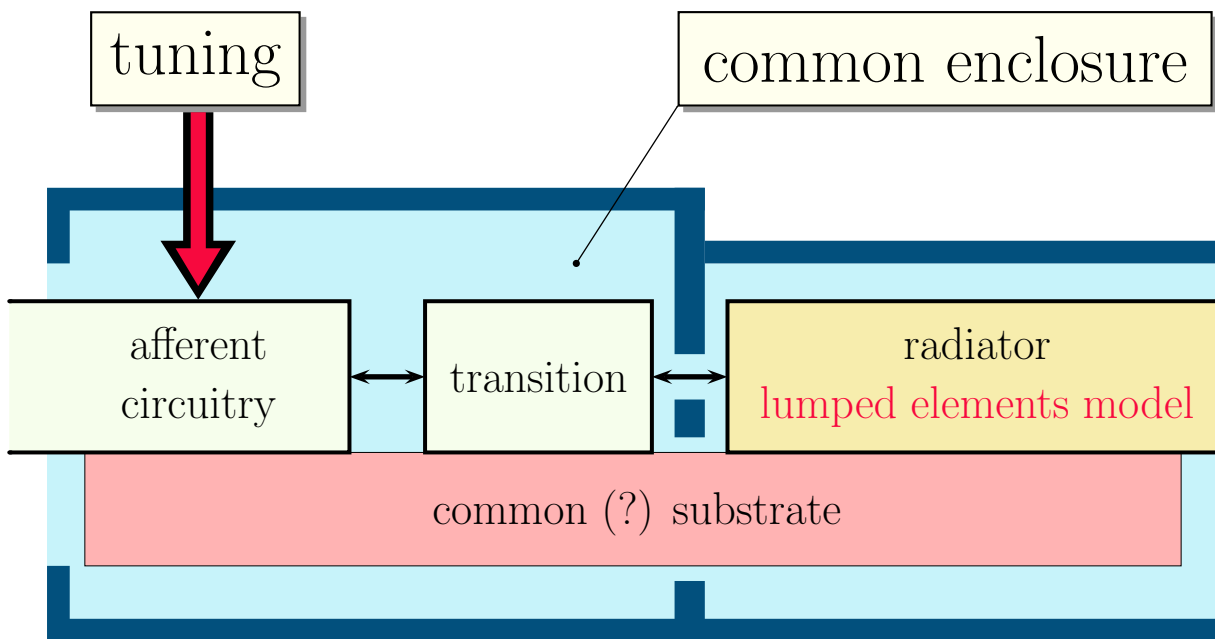 tuning
common enclosure
afferent
circuitry
transition
radiator
lumped elements model
common (?) substrate